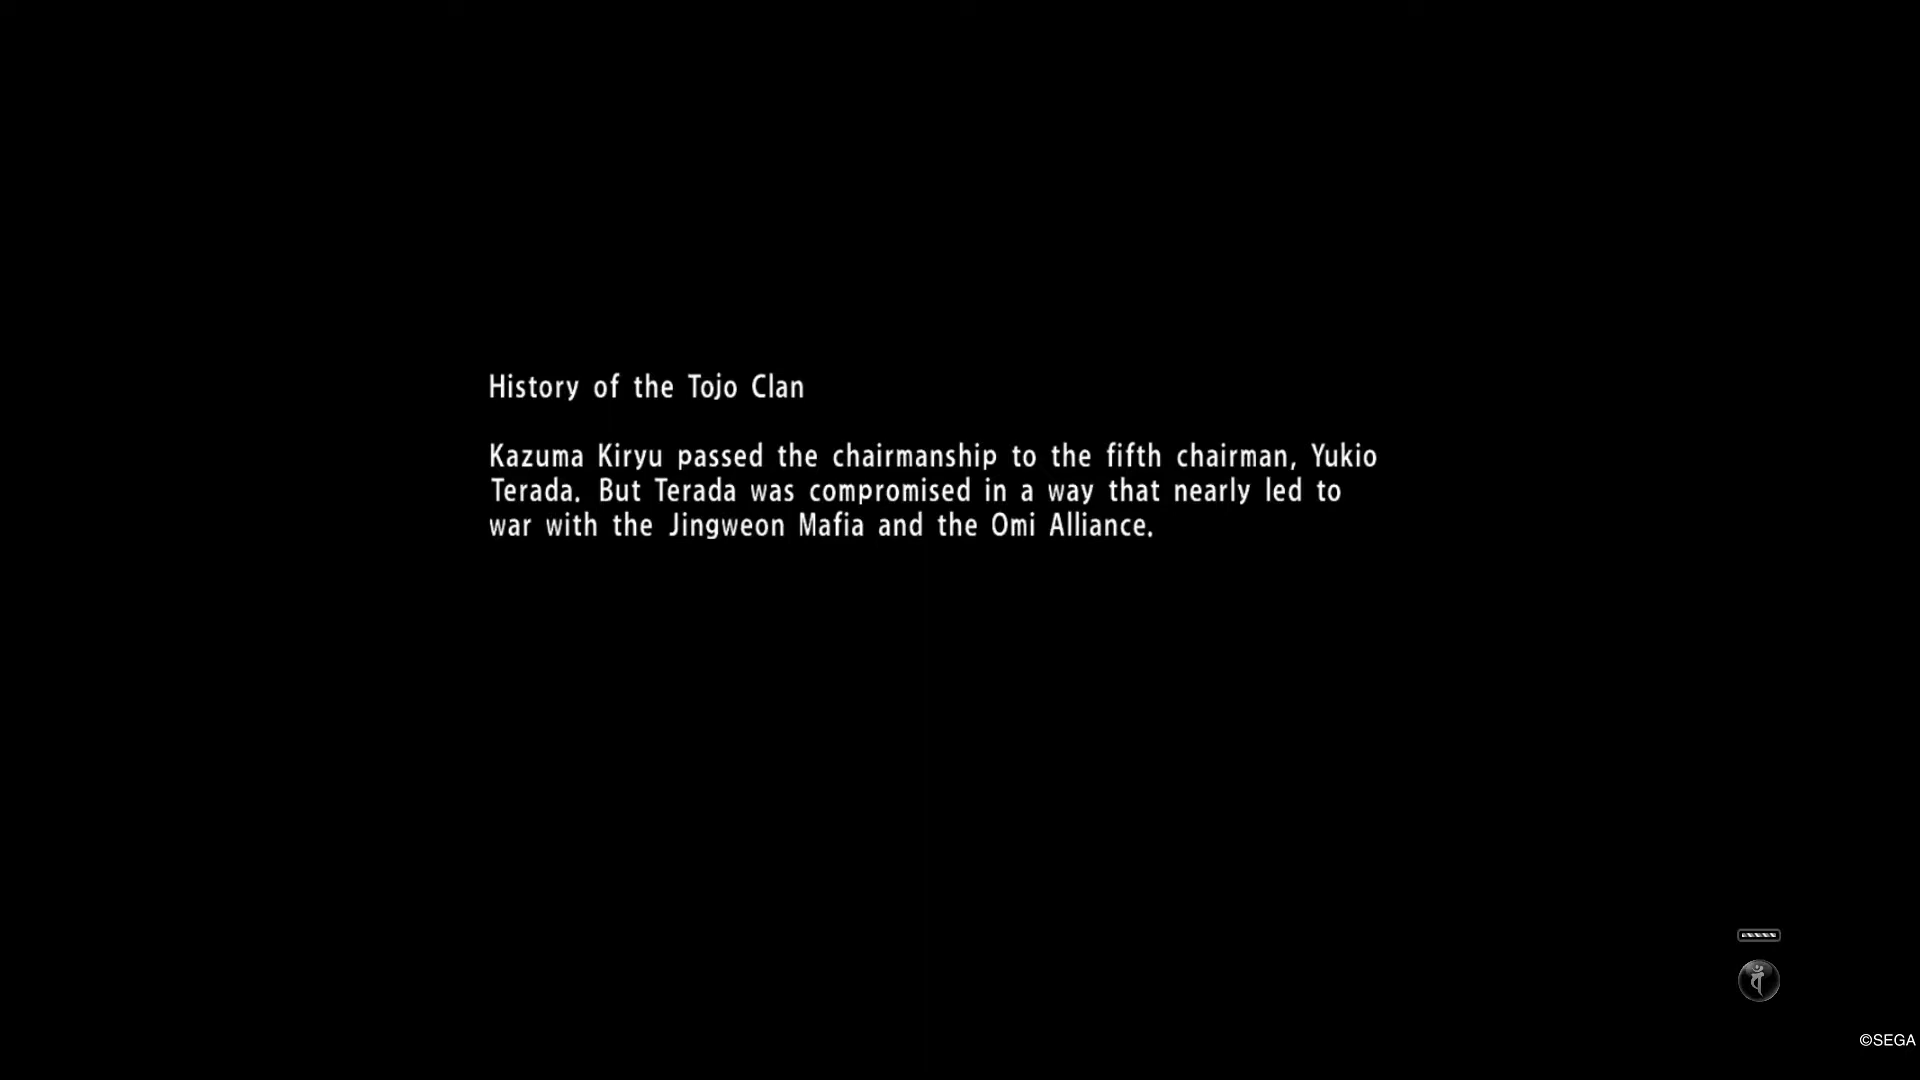 History of the Tojo Clan
Kazuma Kiryu passed the chairmanship to the fifth chairman, Yukio
Terada. But Terada was compromised in a way that nearly led to
war with the Jingweon Mafia and the Omi Alliance.
©SEGA